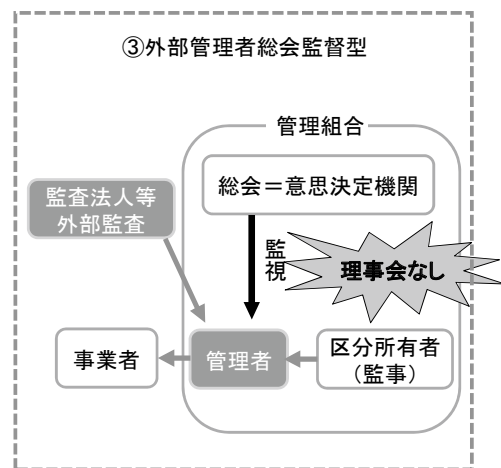 ③外部管理者総会監督型
管理組合
総会＝意思決定機関
監査法人等
外部監査
監視
理事会なし
事業者
管理者
区分所有者
（監事）